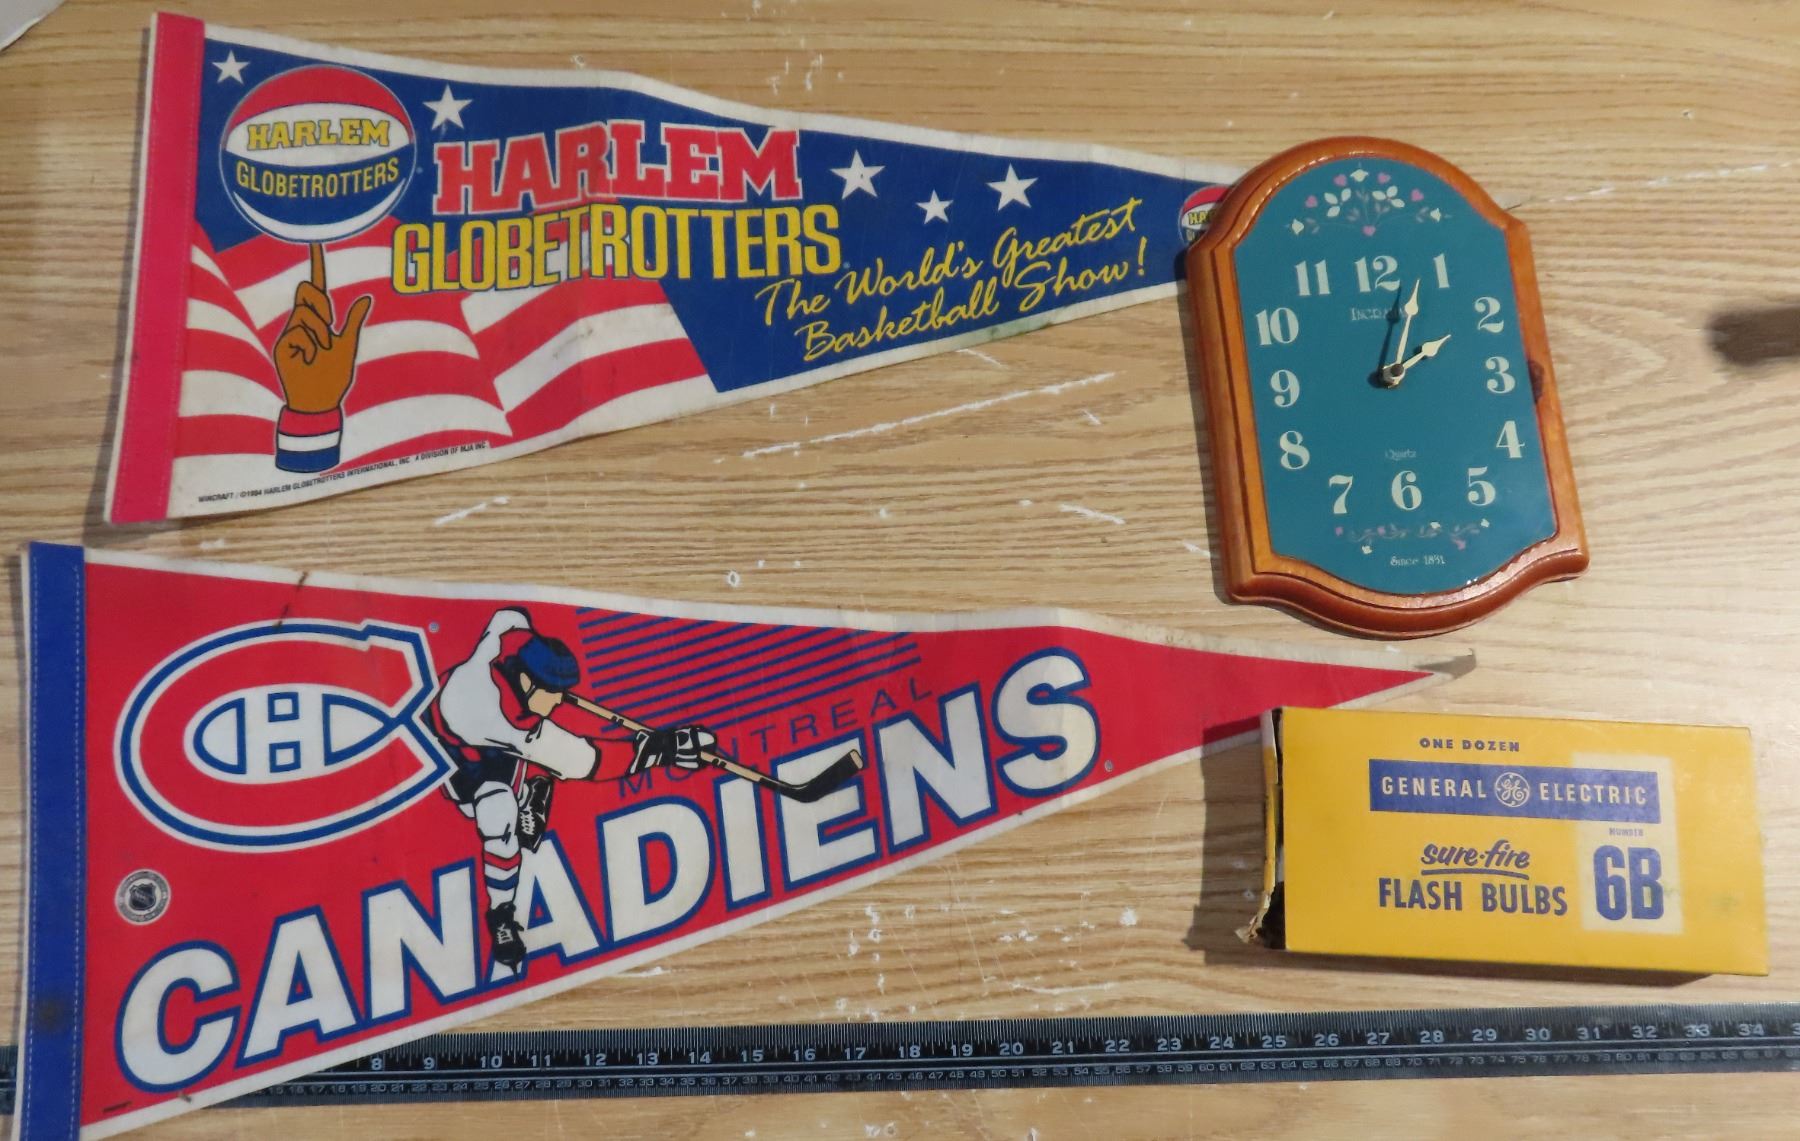 HARLEM
GLOBETROTTERS
HARLEM
GLOBETROTTERS
The World's Greatest
Basketball Show!
WINCRAFT / ©1994 HARLEM GLOBETROTTERS INTERNATIONAL, INC. A DIVISION OF MJA INC.
11 12 1
10 2
9 3
8 4
7 6 5
Quartz
Since 1831
CH
MONTREAL
CANADIENS
ONE DOZEN
GENERAL GE ELECTRIC
NUMBER
sure-fire
FLASH BULBS
6B
8 9 10 11 12 13 14 15 16 17 18 19 20 21 22 23 24 25 26 27 28 29 30 31 32 33 34